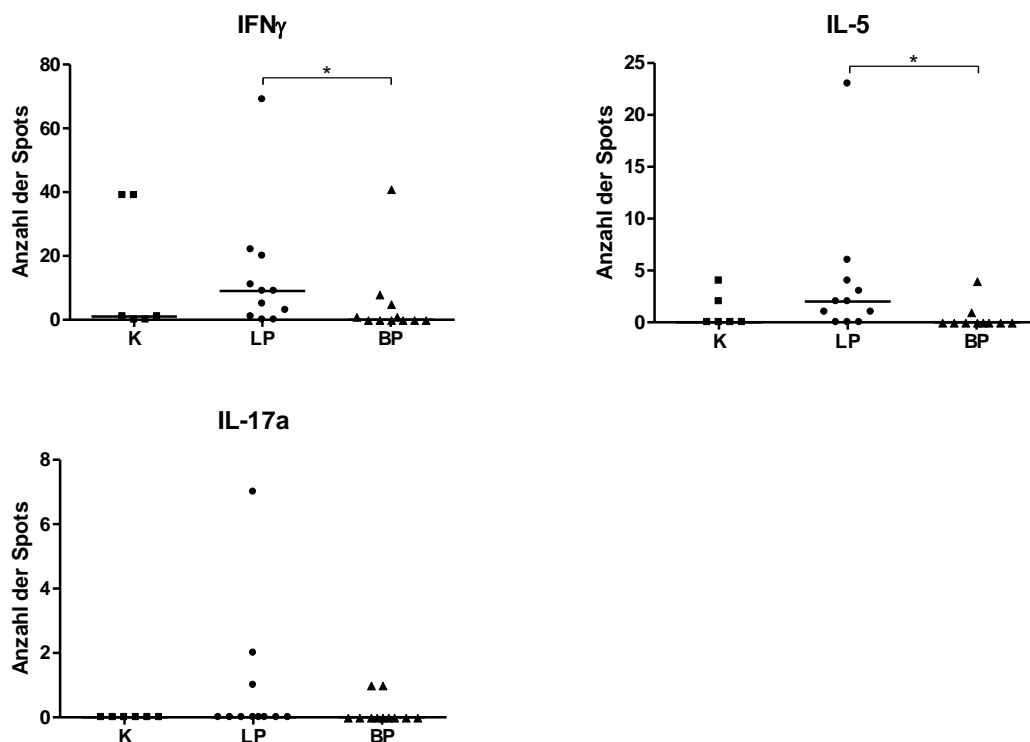 IFNγ
Anzahl der Spots
80
60
40
20
0
*
K LP BP
IL-5
Anzahl der Spots
25
20
15
10
5
0
*
K LP BP
IL-17a
Anzahl der Spots
8
6
4
2
0
K LP BP